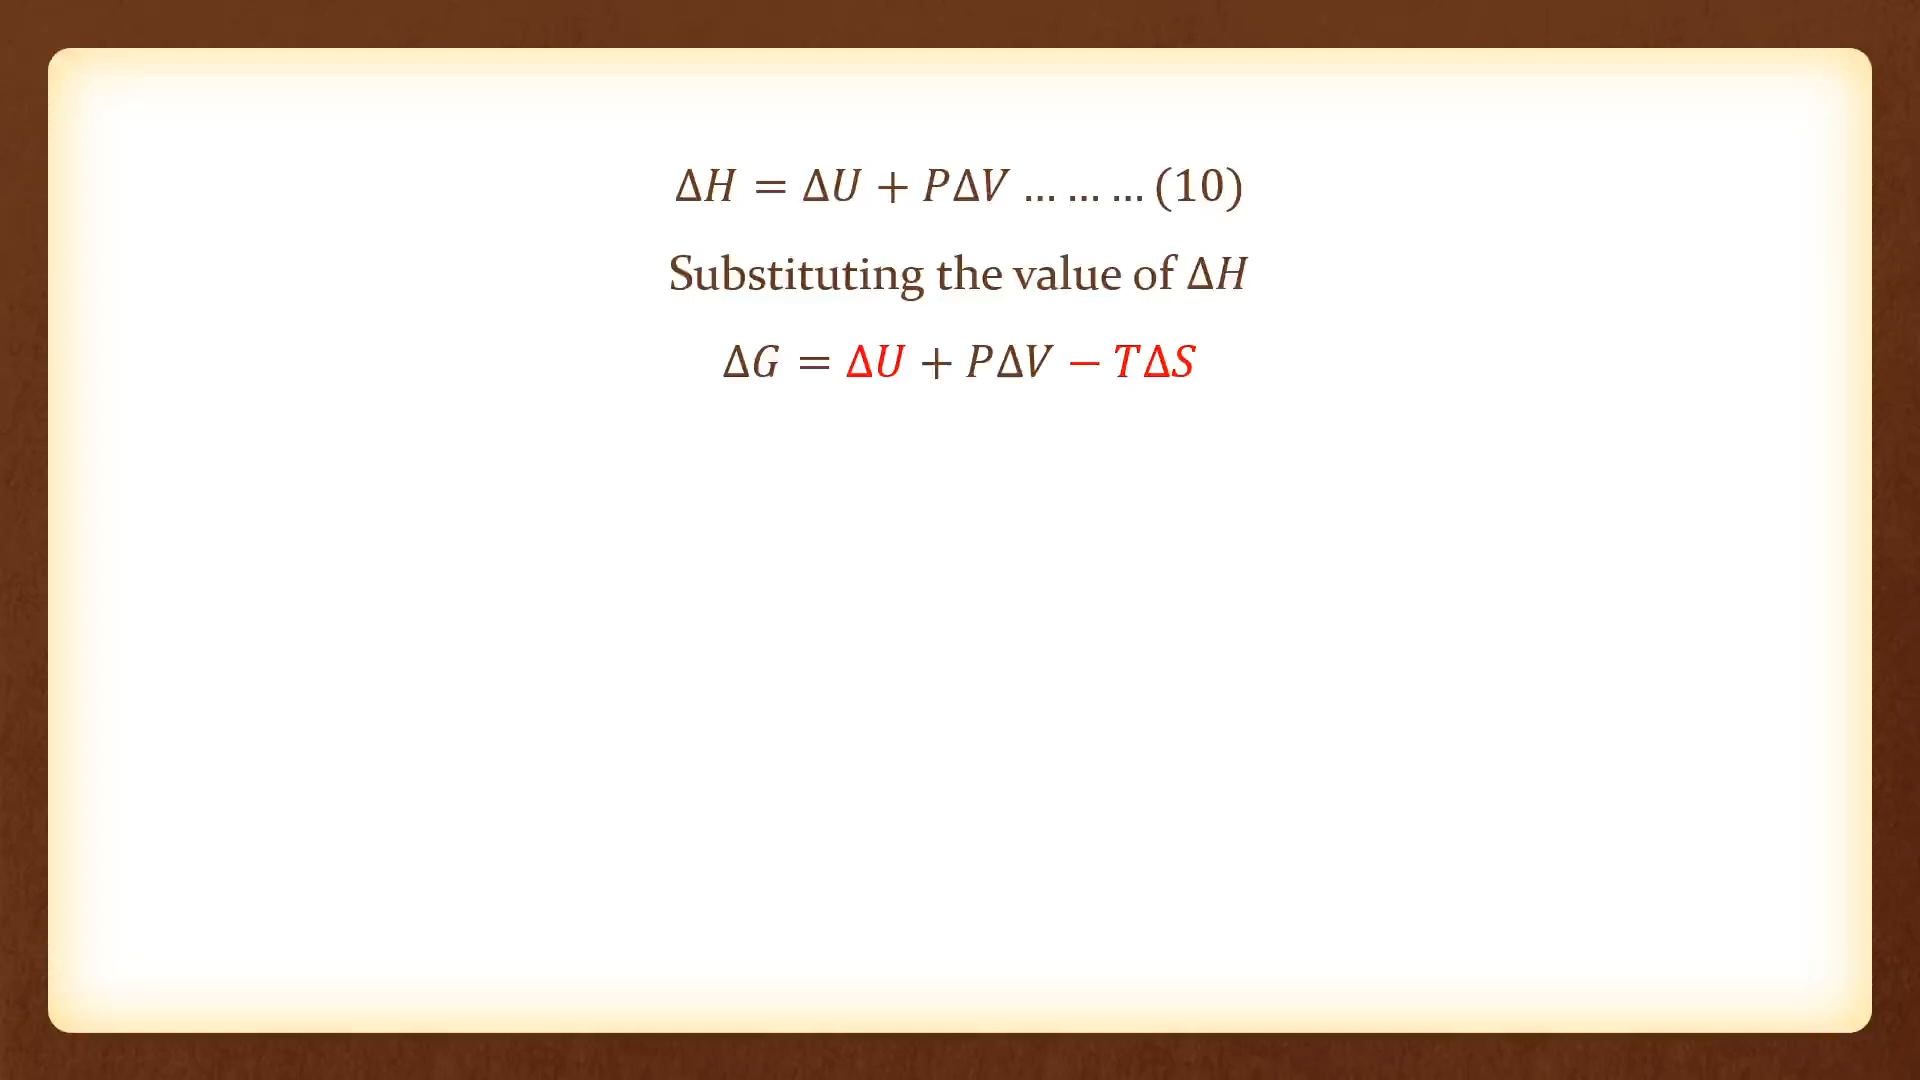 ΔH = ΔU + PΔV … … … (10)
Substituting the value of ΔH
ΔG = ΔU + PΔV − TΔS